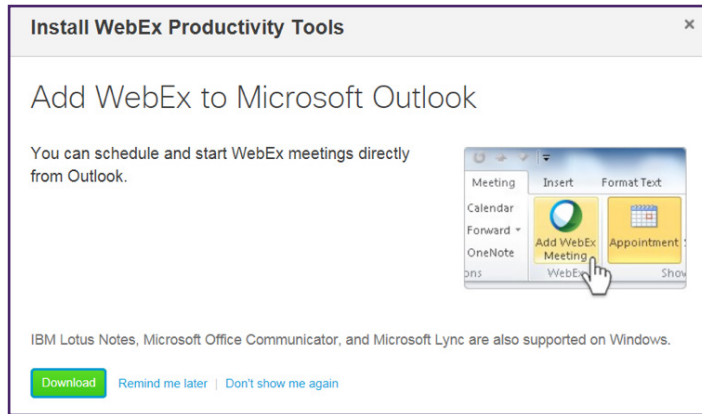 Install WebEx Productivity Tools ×
Add WebEx to Microsoft Outlook
You can schedule and start WebEx meetings directly
from Outlook.
Meeting Insert Format Text
Calendar
Forward
OneNote
Add WebEx
Meeting
Appointment
WebEx
IBM Lotus Notes, Microsoft Office Communicator, and Microsoft Lync are also supported on Windows.
Download Remind me later | Don't show me again